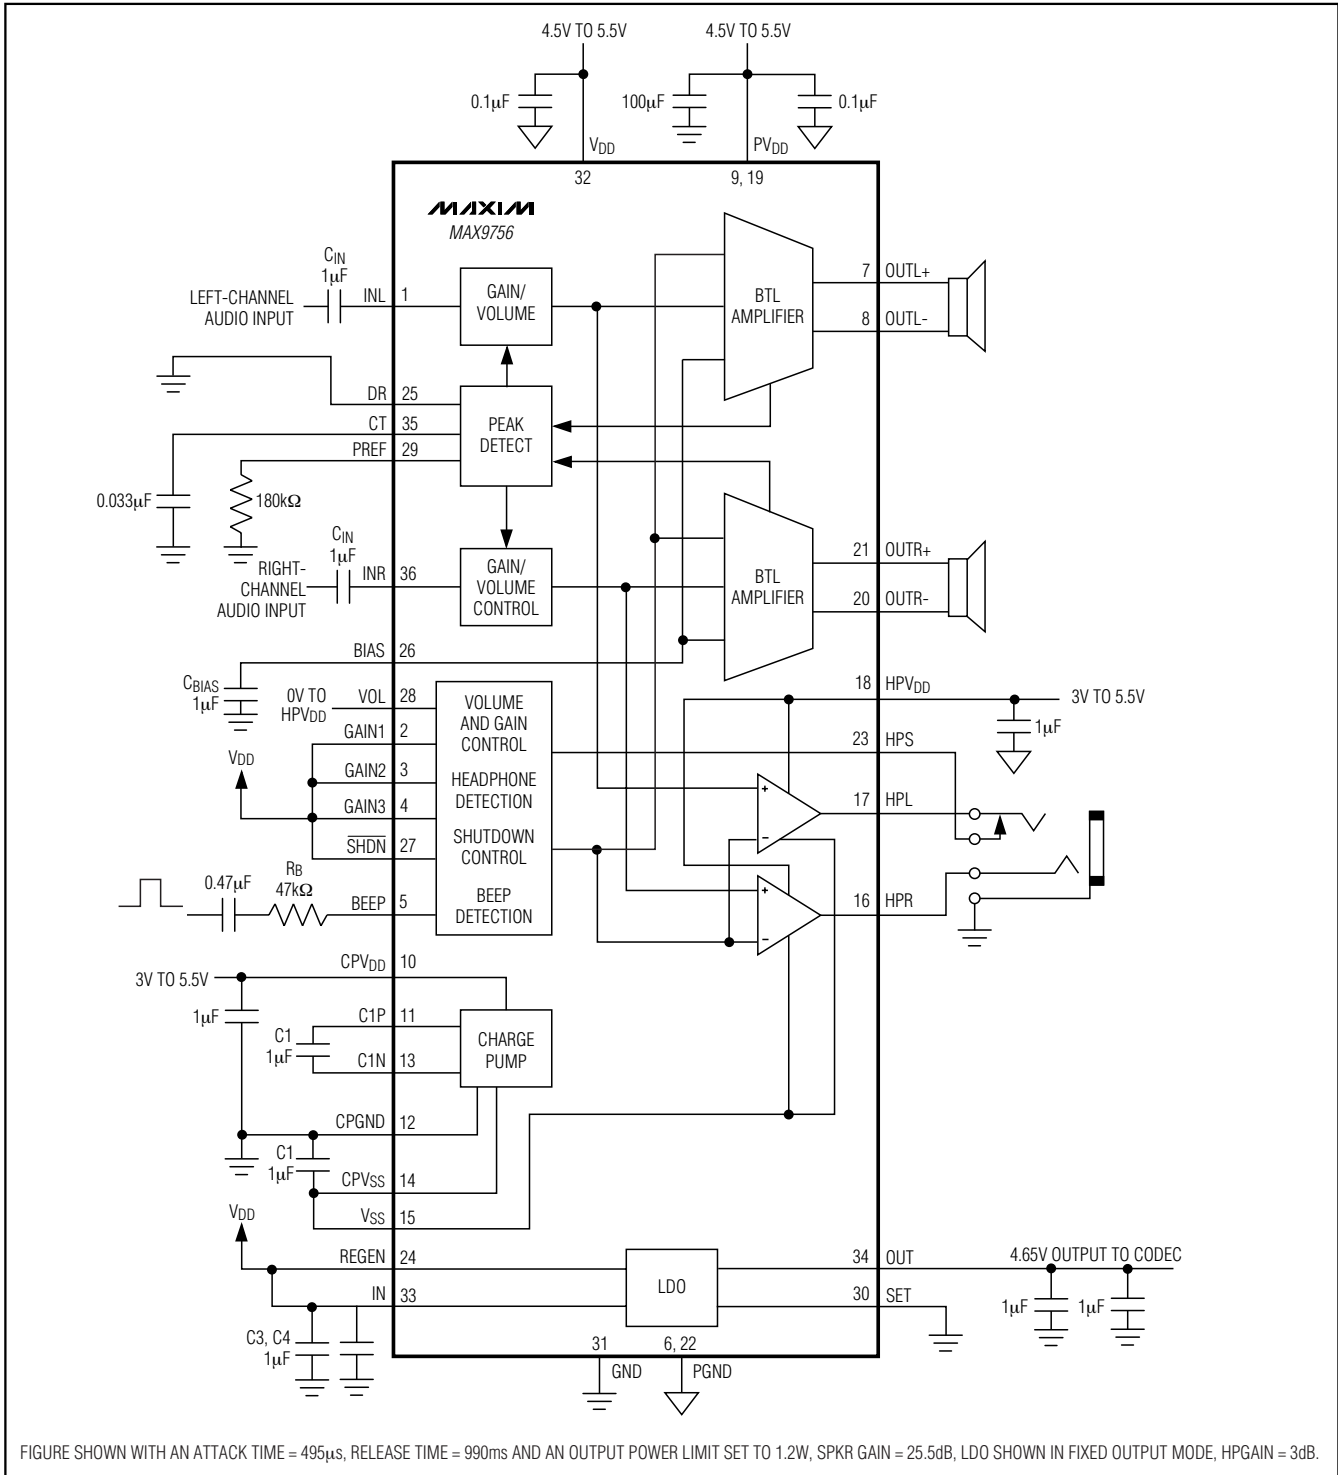 4.5V TO 5.5V
4.5V TO 5.5V
0.1μF
100μF
0.1μF
VDD
PVDD
32
9, 19
MAXIM
MAX9756
CIN
1μF
LEFT-CHANNEL
AUDIO INPUT
INL
1
GAIN/
VOLUME
BTL
AMPLIFIER
7
OUTL+
8
OUTL-
DR
25
CT
35
PREF
29
PEAK
DETECT
0.033μF
180kΩ
CIN
1μF
RIGHT-
CHANNEL
AUDIO INPUT
INR
36
GAIN/
VOLUME
CONTROL
BTL
AMPLIFIER
21
OUTR+
20
OUTR-
BIAS
26
CBIAS
1μF
0V TO
HPVDD
VOL
28
GAIN1
2
VDD
GAIN2
3
GAIN3
4
SHDN
27
VOLUME
AND GAIN
CONTROL
HEADPHONE
DETECTION
SHUTDOWN
CONTROL
BEEP
DETECTION
0.47μF
RB
47kΩ
BEEP
5
18
HPVDD
3V TO 5.5V
1μF
23
HPS
+
−
17
HPL
+
−
16
HPR
3V TO 5.5V
CPVDD
10
1μF
C1P
11
C1
1μF
C1N
13
CHARGE
PUMP
CPGND
12
C1
1μF
CPVSS
14
VSS
15
VDD
REGEN
24
IN
33
C3, C4
1μF
LDO
34
OUT
4.65V OUTPUT TO CODEC
30
SET
1μF
1μF
31
GND
6, 22
PGND
FIGURE SHOWN WITH AN ATTACK TIME = 495μs, RELEASE TIME = 990ms AND AN OUTPUT POWER LIMIT SET TO 1.2W, SPKR GAIN = 25.5dB, LDO SHOWN IN FIXED OUTPUT MODE, HPGAIN = 3dB.